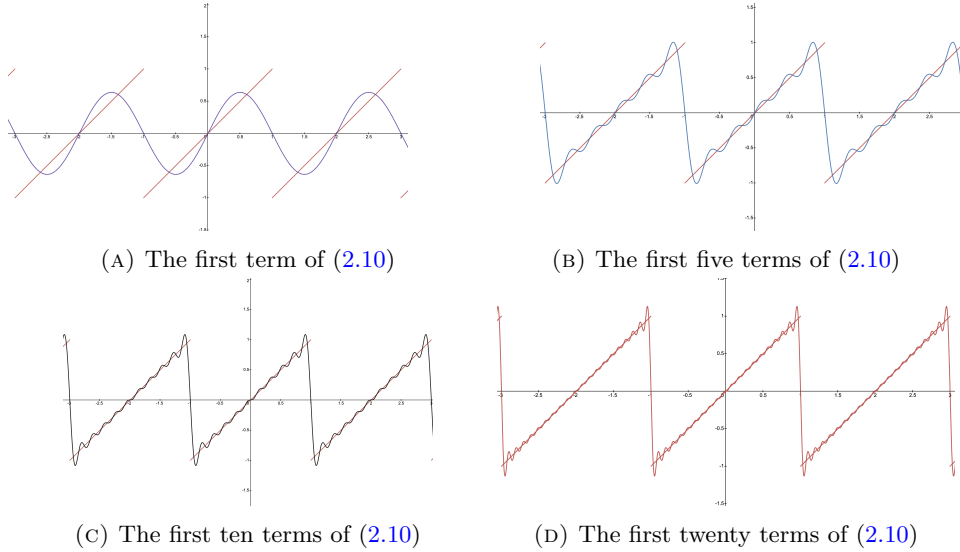 (A) The first term of (2.10)
(B) The first five terms of (2.10)
(C) The first ten terms of (2.10)
(D) The first twenty terms of (2.10)